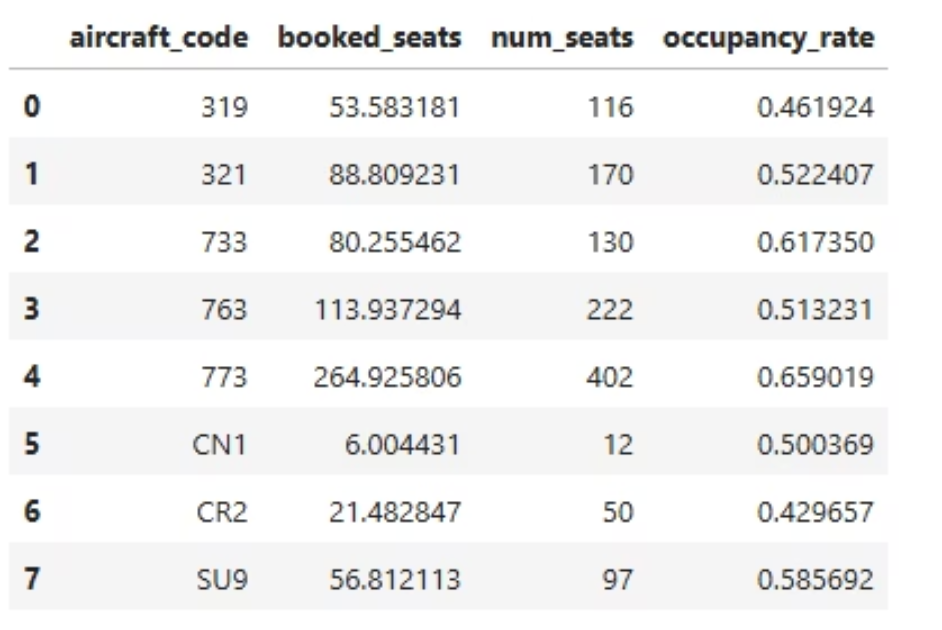 aircraft_code booked_seats num_seats occupancy_rate
0 319 53.583181 116 0.461924
1 321 88.809231 170 0.522407
2 733 80.255462 130 0.617350
3 763 113.937294 222 0.513231
4 773 264.925806 402 0.659019
5 CN1 6.004431 12 0.500369
6 CR2 21.482847 50 0.429657
7 SU9 56.812113 97 0.585692